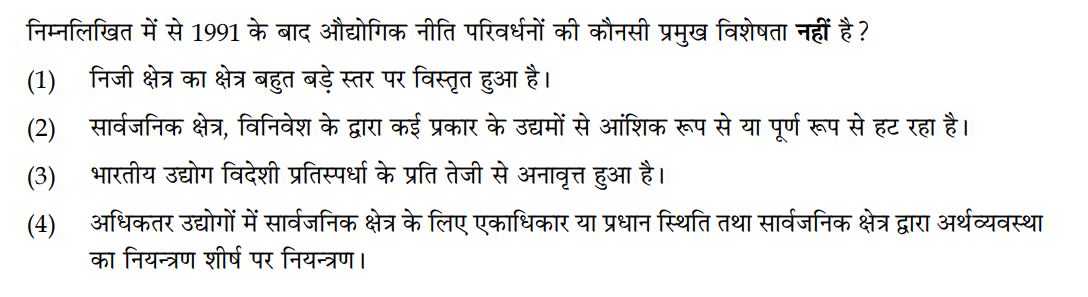 निम्नलिखित में से 1991 के बाद औद्योगिक नीति परिवर्धनों की कौनसी प्रमुख विशेषता नहीं है ?
(1) निजी क्षेत्र का क्षेत्र बहुत बड़े स्तर पर विस्तृत हुआ है।
(2) सार्वजनिक क्षेत्र, विनिवेश के द्वारा कई प्रकार के उद्यमों से आंशिक रूप से या पूर्ण रूप से हट रहा है।
(3) भारतीय उद्योग विदेशी प्रतिस्पर्धा के प्रति तेजी से अनावृत्त हुआ है।
(4) अधिकतर उद्योगों में सार्वजनिक क्षेत्र के लिए एकाधिकार या प्रधान स्थिति तथा सार्वजनिक क्षेत्र द्वारा अर्थव्यवस्था
का नियन्त्रण शीर्ष पर नियन्त्रण।